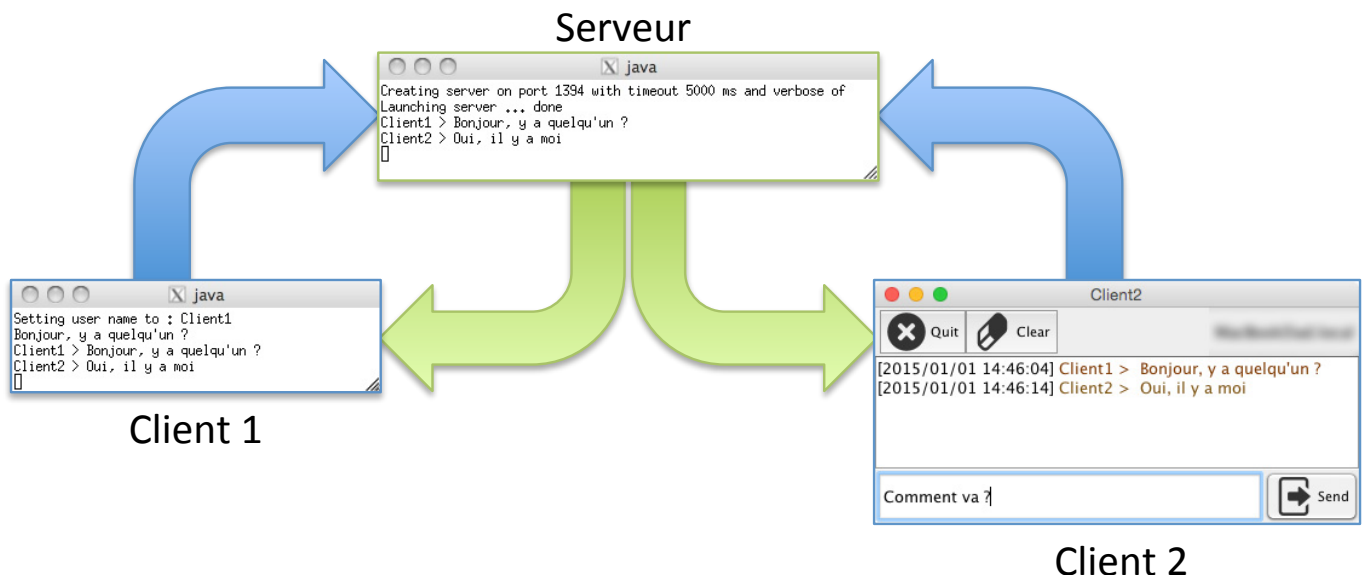 Serveur
java
Creating server on port 1394 with timeout 5000 ms and verbose of
Launching server ... done
Client1 > Bonjour, y a quelqu'un ?
Client2 > Oui, il y a moi
java
Setting user name to : Client1
Bonjour, y a quelqu'un ?
Client1 > Bonjour, y a quelqu'un ?
Client2 > Oui, il y a moi
Client 1
Client2
Quit Clear
[2015/01/01 14:46:04] Client1 > Bonjour, y a quelqu'un ?
[2015/01/01 14:46:14] Client2 > Oui, il y a moi
Comment va ?
Send
Client 2